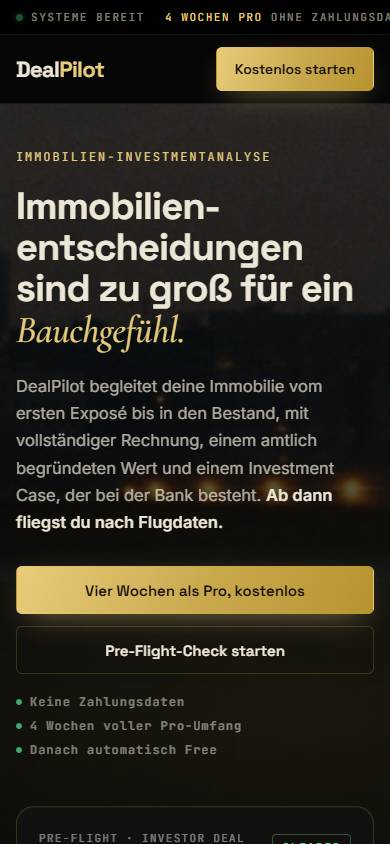 SYSTEME BEREIT 4 WOCHEN PRO OHNE ZAHLUNGSDA
DealPilot
Kostenlos starten
IMMOBILIEN-INVESTMENTANALYSE
Immobilien-
entscheidungen
sind zu groß für ein
Bauchgefühl.
DealPilot begleitet deine Immobilie vom
ersten Exposé bis in den Bestand, mit
vollständiger Rechnung, einem amtlich
begründeten Wert und einem Investment
Case, der bei der Bank besteht. Ab dann
fliegst du nach Flugdaten.
Vier Wochen als Pro, kostenlos
Pre-Flight-Check starten
Keine Zahlungsdaten
4 Wochen voller Pro-Umfang
Danach automatisch Free
PRE-FLIGHT · INVESTOR DEAL